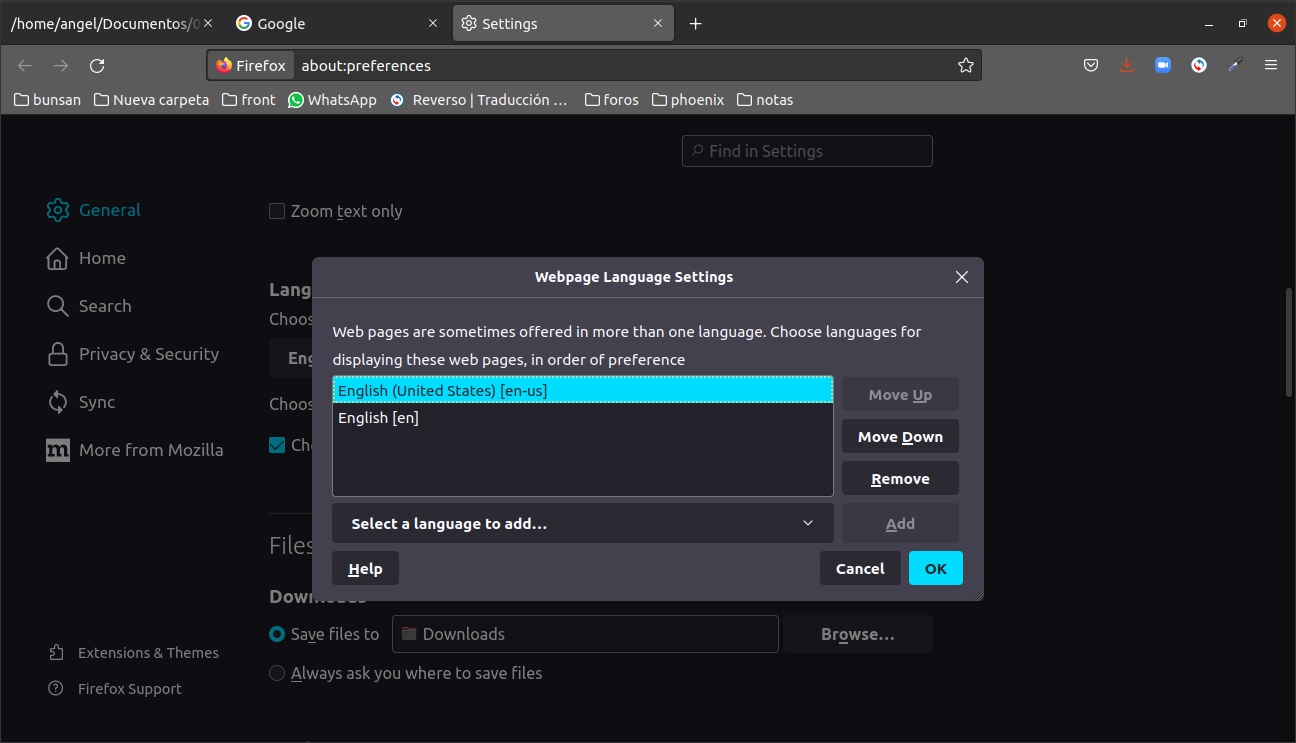 /home/angel/Documentos/
Google
Settings
Firefox
about:preferences
bunsan
Nueva carpeta
front
WhatsApp
Reverso | Traducción ...
foros
phoenix
notas
Find in Settings
General
Home
Search
Privacy & Security
Sync
More from Mozilla
Extensions & Themes
Firefox Support
Zoom text only
Lang
Choos
Eng
Choos
Che
Webpage Language Settings
Web pages are sometimes offered in more than one language. Choose languages for
displaying these web pages, in order of preference
English (United States) [en-us]
English [en]
Move Up
Move Down
Remove
Select a language to add...
Add
Help
Cancel
OK
Files
Downloads
Save files to
Downloads
Browse...
Always ask you where to save files